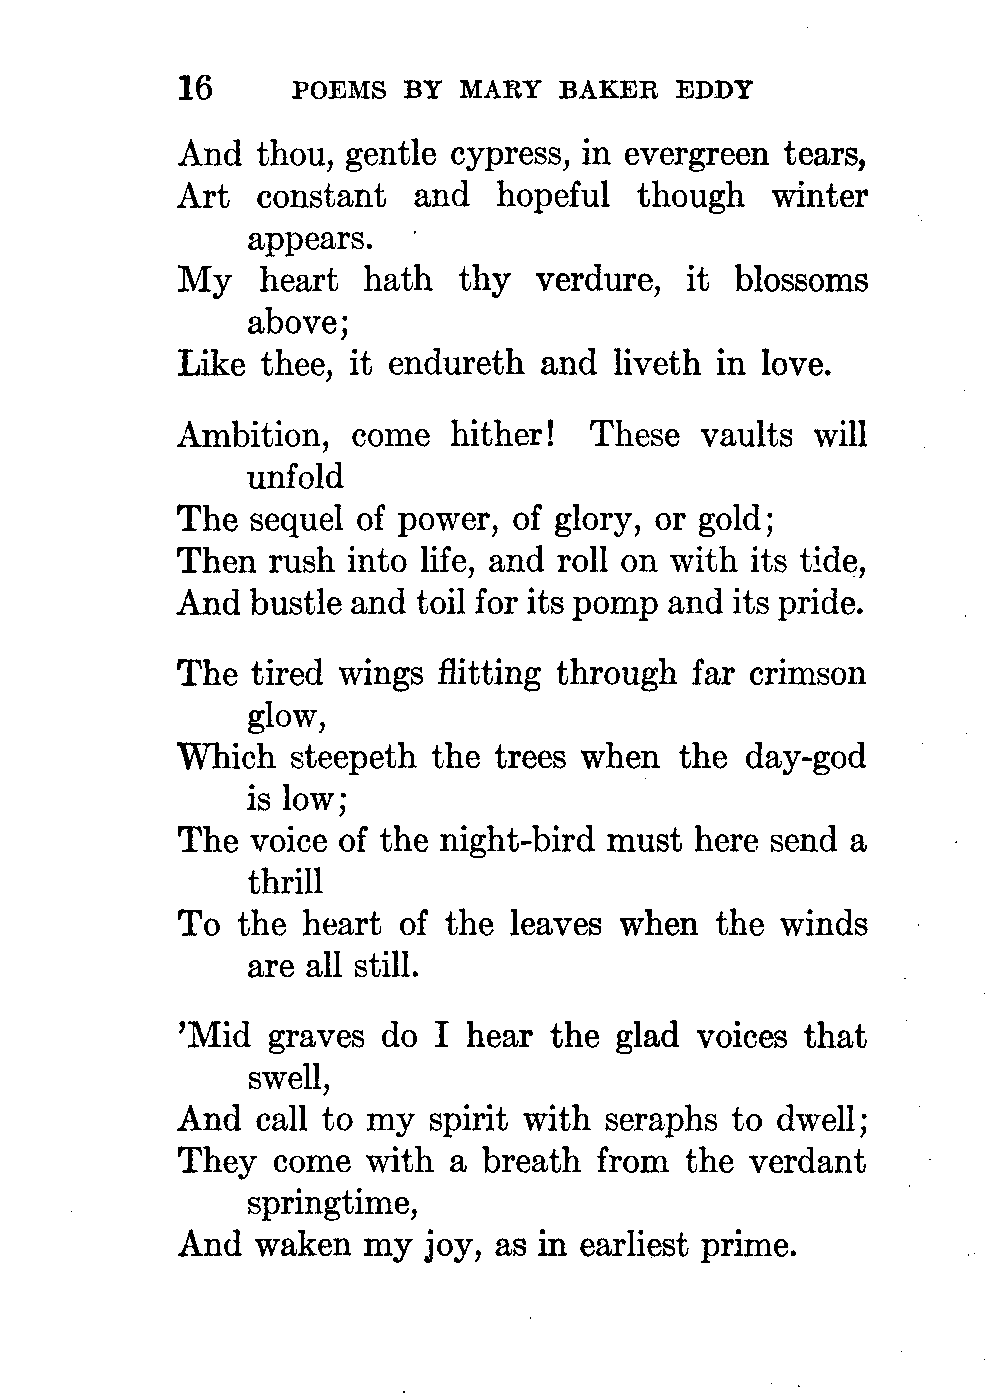 16 POEMS BY MARY BAKER EDDY
And thou, gentle cypress, in evergreen tears,
Art constant and hopeful though winter
appears.
My heart hath thy verdure, it blossoms
above;
Like thee, it endureth and liveth in love.
Ambition, come hither! These vaults will
unfold
The sequel of power, of glory, or gold;
Then rush into life, and roll on with its tide,
And bustle and toil for its pomp and its pride.
The tired wings flitting through far crimson
glow,
Which steepeth the trees when the day-god
is low;
The voice of the night-bird must here send a
thrill
To the heart of the leaves when the winds
are all still.
’Mid graves do I hear the glad voices that
swell,
And call to my spirit with seraphs to dwell;
They come with a breath from the verdant
springtime,
And waken my joy, as in earliest prime.